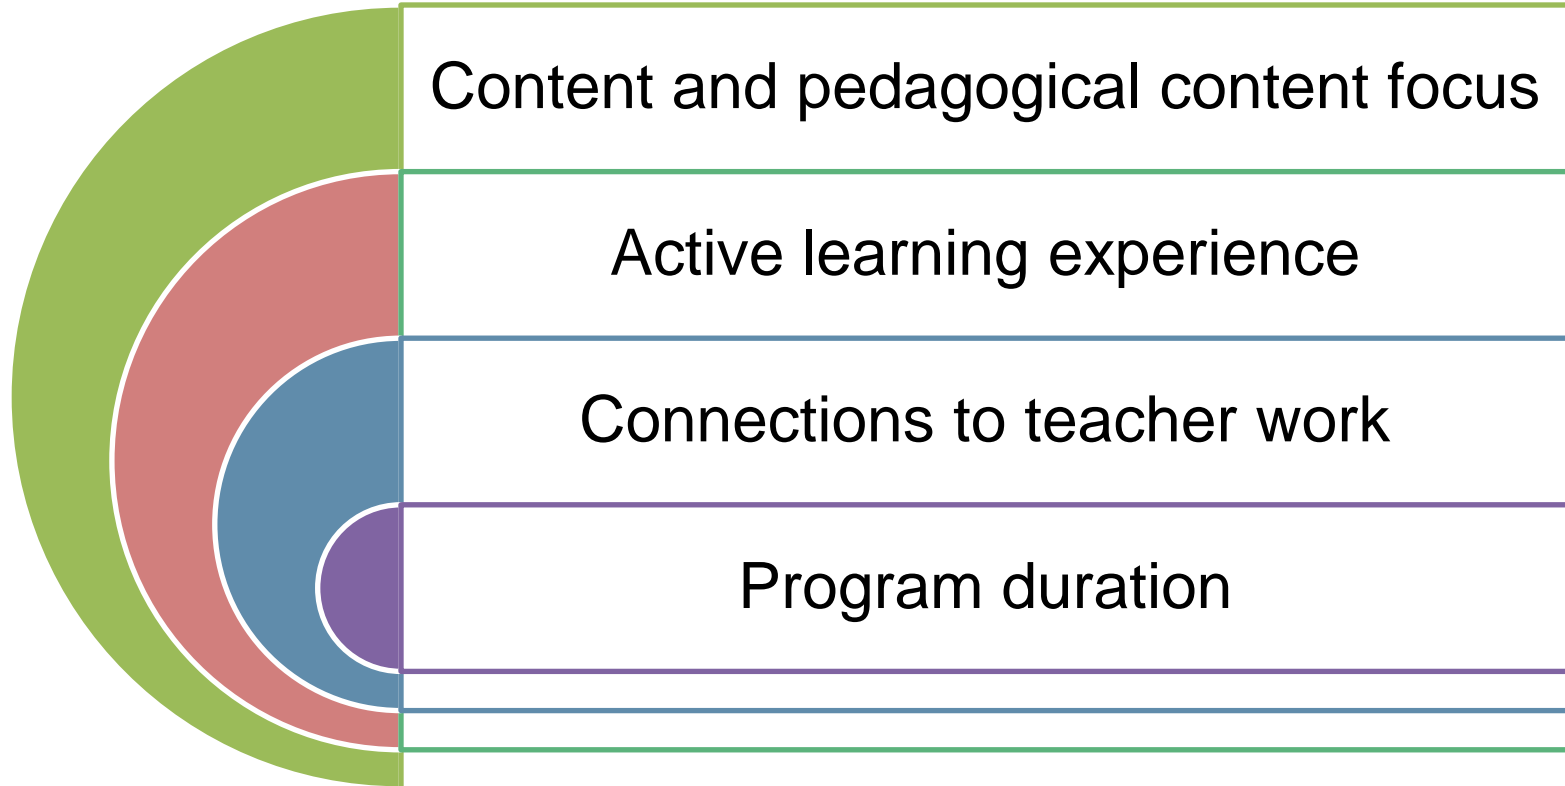 Content and pedagogical content focus
Active learning experience
Connections to teacher work
Program duration